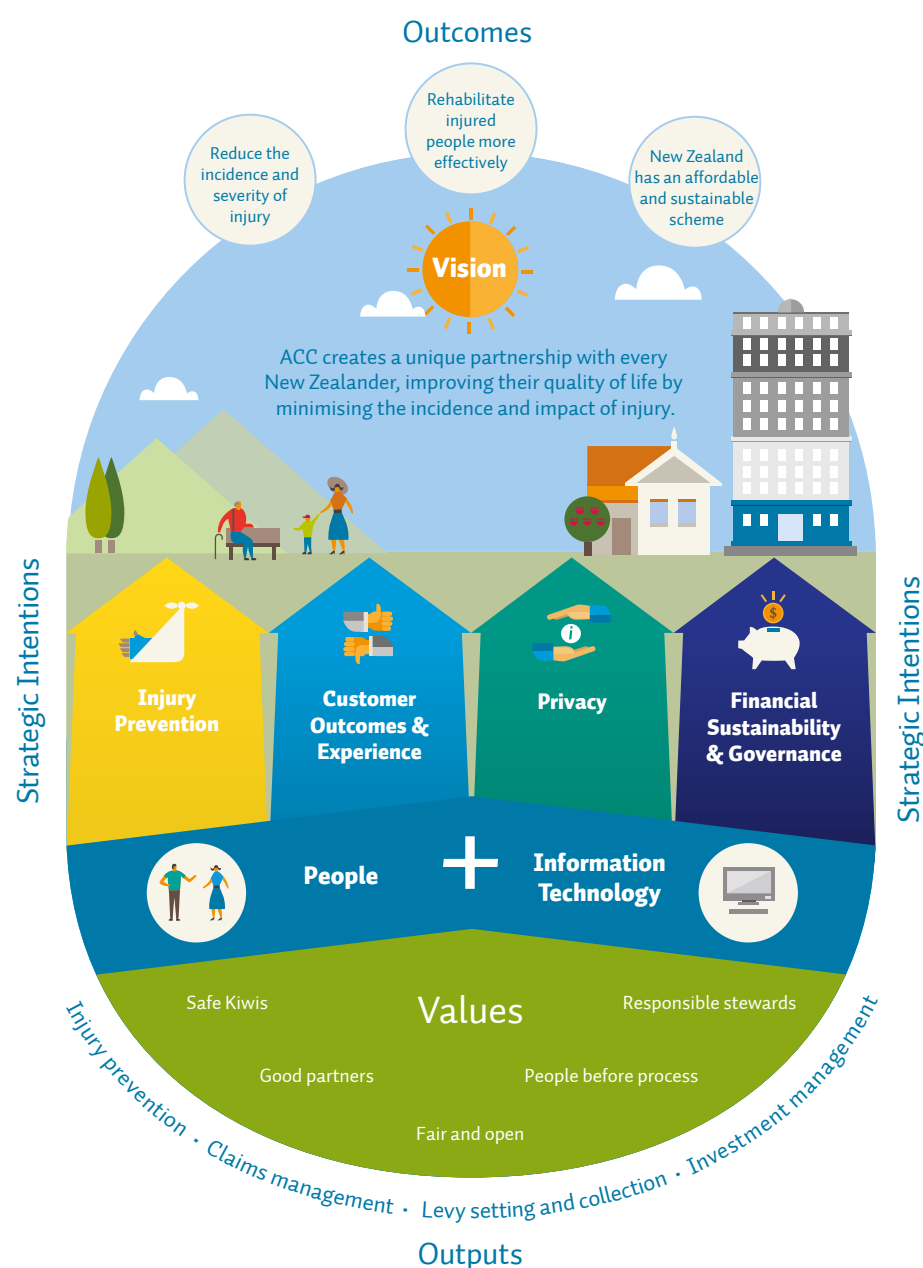 Outcomes
Rehabilitate
injured
people more
effectively
Reduce the
incidence and
severity of
injury
New Zealand
has an affordable
and sustainable
scheme
Vision
ACC creates a unique partnership with every
New Zealander, improving their quality of life by
minimising the incidence and impact of injury.
Strategic Intentions
Strategic Intentions
Injury
Prevention
Customer
Outcomes &
Experience
i
Privacy
$
Financial
Sustainability
& Governance
People
+
Information
Technology
Values
Safe Kiwis
Responsible stewards
Good partners
People before process
Fair and open
Injury prevention · Claims management · Levy setting and collection · Investment management
Outputs